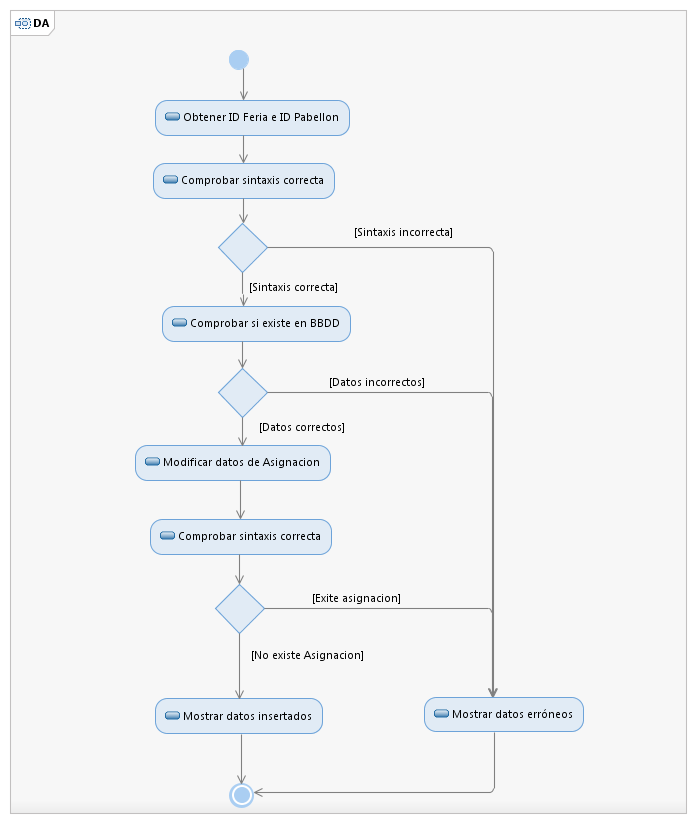 DA
Obtener ID Feria e ID Pabellon
Comprobar sintaxis correcta
[Sintaxis incorrecta]
[Sintaxis correcta]
Comprobar si existe en BBDD
[Datos incorrectos]
[Datos correctos]
Modificar datos de Asignacion
Comprobar sintaxis correcta
[Exite asignacion]
[No existe Asignacion]
Mostrar datos insertados
Mostrar datos erróneos